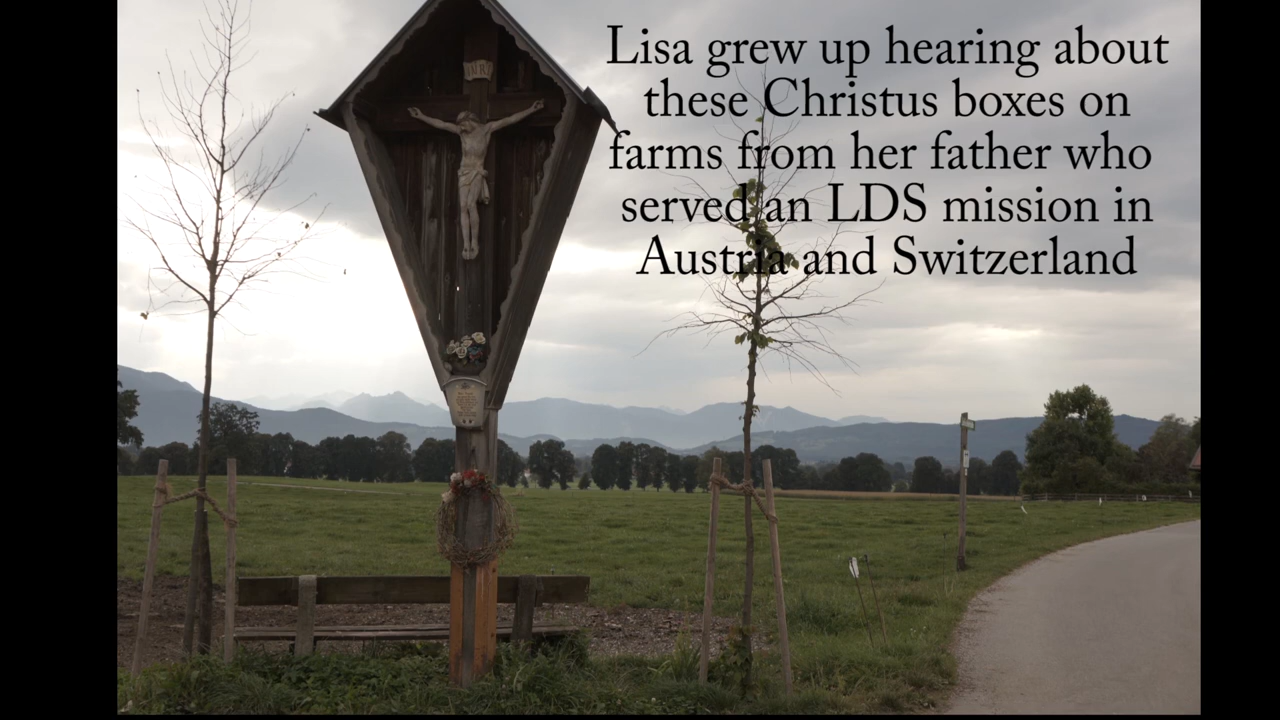 INRI
Lisa grew up hearing about
these Christus boxes on
farms from her father who
served an LDS mission in
Austria and Switzerland